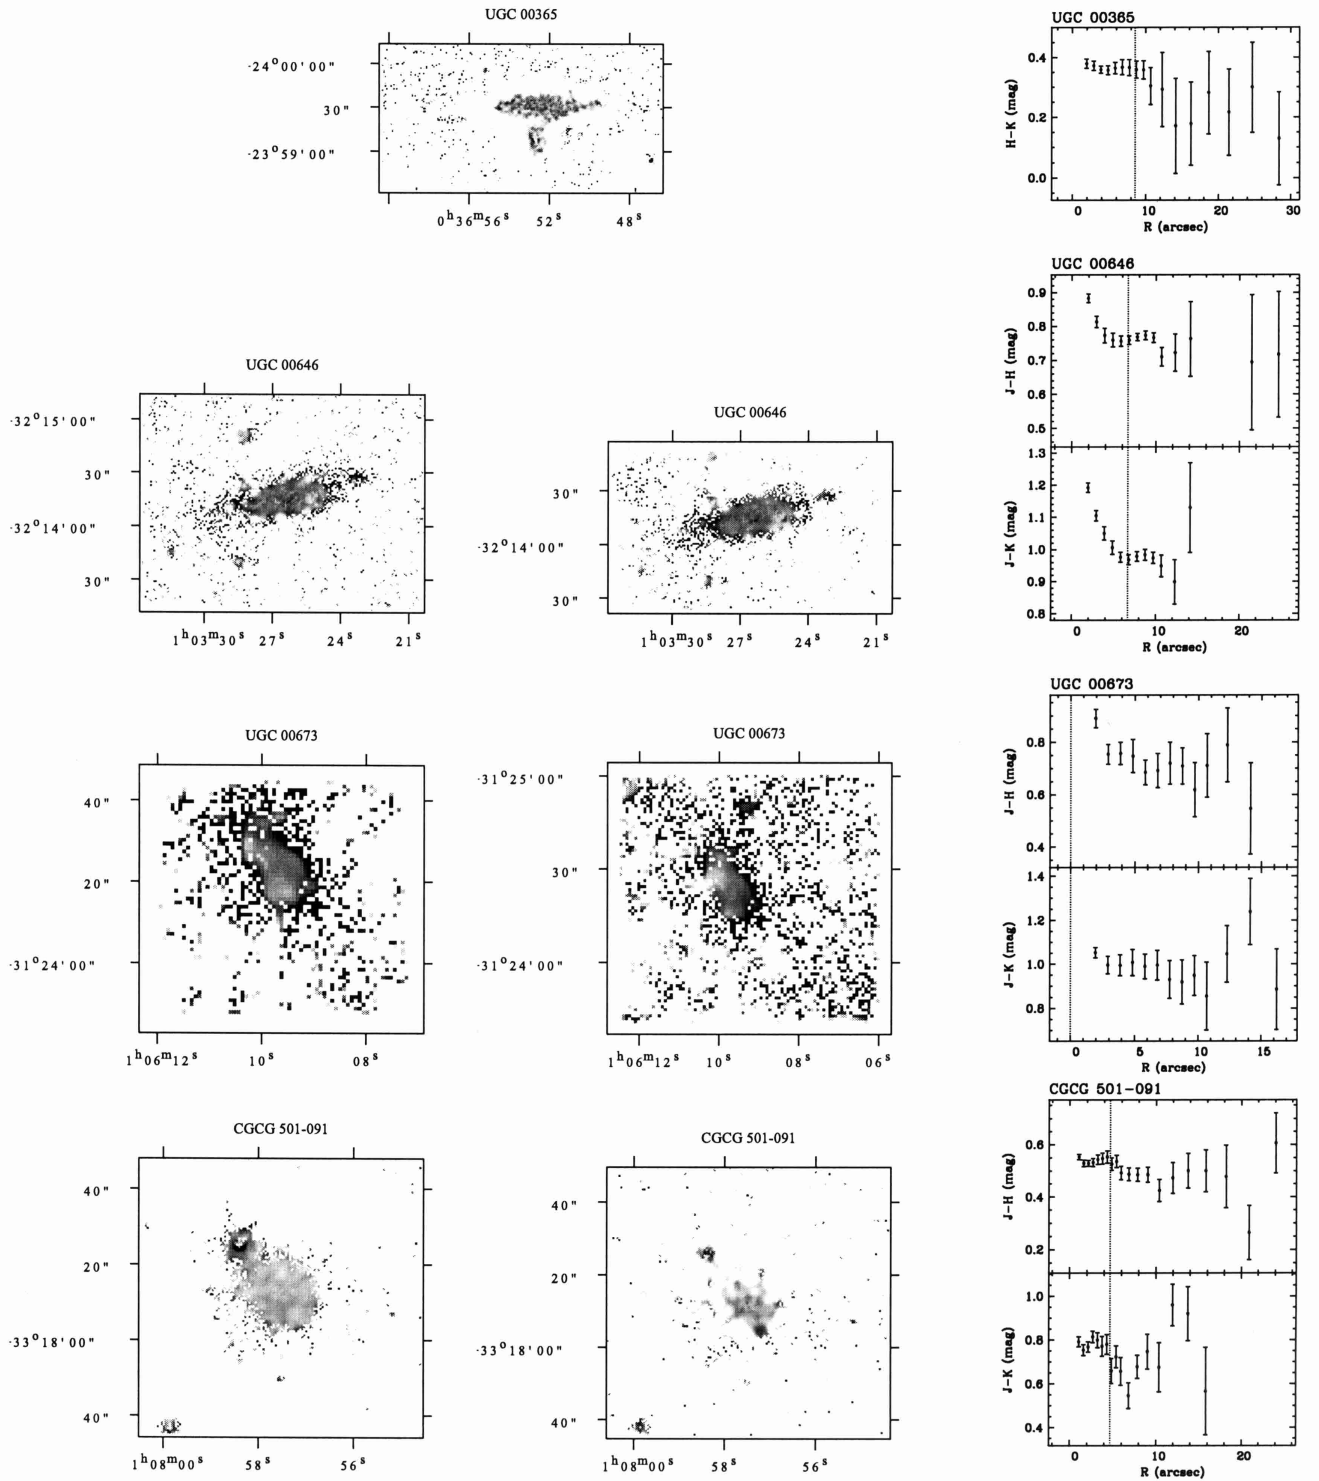 UGC 00365
-24°00'00"
30"
-23°59'00"
0h36m56s 52s 48s
UGC 00365
H-K (mag)
0.4
0.2
0.0
0 10 20 30
R (arcsec)
UGC 00646
-32°15'00"
30"
-32°14'00"
30"
1h03m30s 27s 24s 21s
UGC 00646
30"
-32°14'00"
30"
1h03m30s 27s 24s 21s
UGC 00646
J-H (mag)
0.9
0.8
0.7
0.6
0.5
J-K (mag)
1.3
1.2
1.1
1.0
0.9
0.8
0 10 20
R (arcsec)
UGC 00673
40"
20"
-31°24'00"
1h06m12s 10s 08s
UGC 00673
-31°25'00"
30"
-31°24'00"
1h06m12s 10s 08s 06s
UGC 00673
J-H (mag)
0.8
0.6
0.4
J-K (mag)
1.4
1.2
1.0
0.8
0 5 10 15
R (arcsec)
CGCG 501-091
40"
20"
-33°18'00"
40"
1h08m00s 58s 56s
CGCG 501-091
40"
20"
-33°18'00"
40"
1h08m00s 58s 56s
CGCG 501-091
J-H (mag)
0.6
0.4
0.2
J-K (mag)
1.0
0.8
0.6
0.4
0 10 20
R (arcsec)